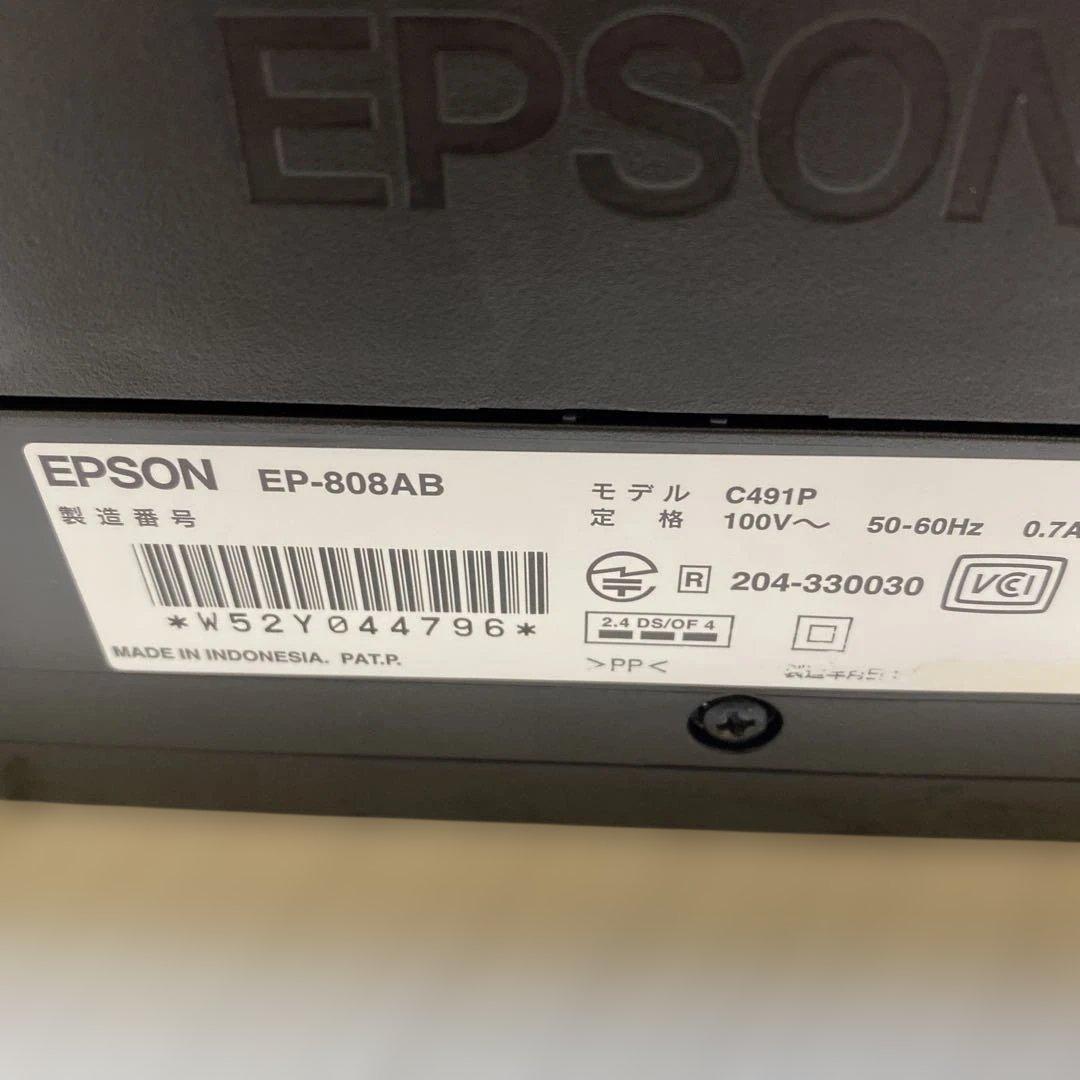 EPSON
EPSON EP-808AB
製造番号
*W52Y044796*
MADE IN INDONESIA. PAT.P.
モデル C491P
定格 100V～ 50-60Hz 0.7A
R 204-330030 VCI
2.4 DS/OF 4
>PP<